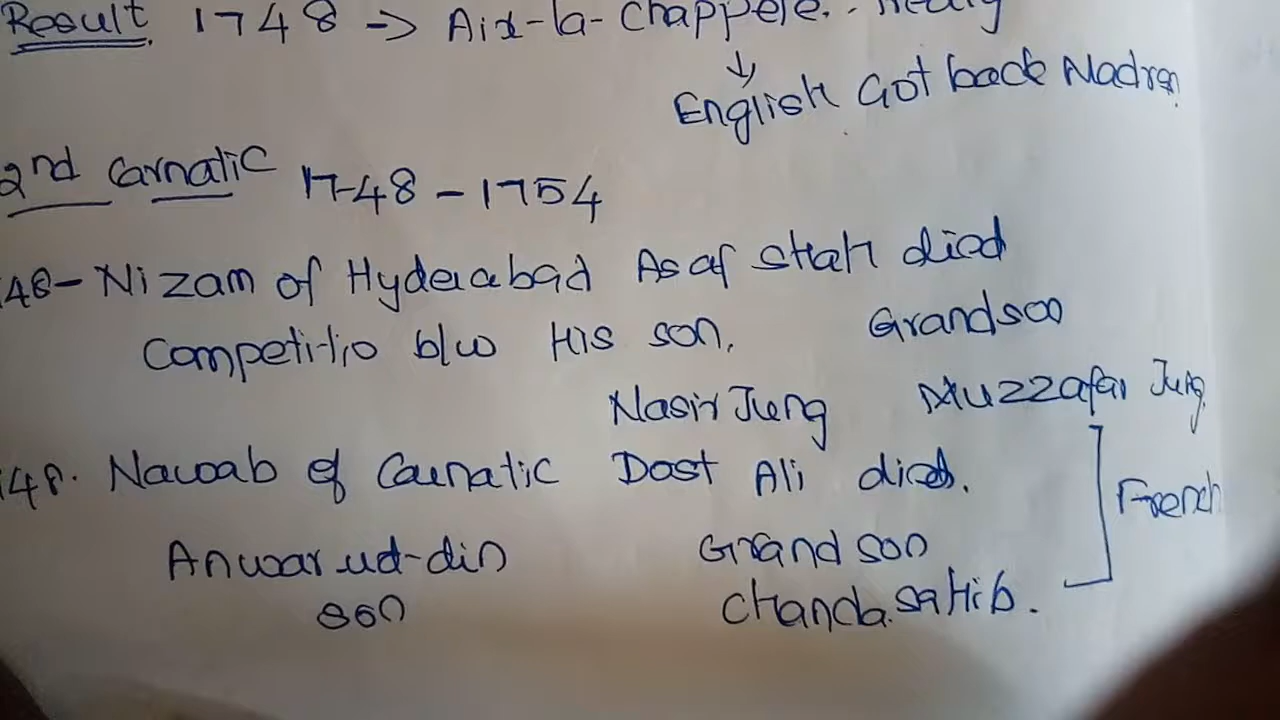 Result. 1748 -> Aix-la-Chappele.
↓
English Got back Madras
2nd Carnatic 1748-1754
48- Nizam of Hyderabad Asaf Shah died
Competitio b/w His son, Grandson
Nasir Jung Muzzafar Jung
48. Nawab of Carnatic Dost Ali died.
French
Anwar ud-din Grand son
son Chanda sahib.